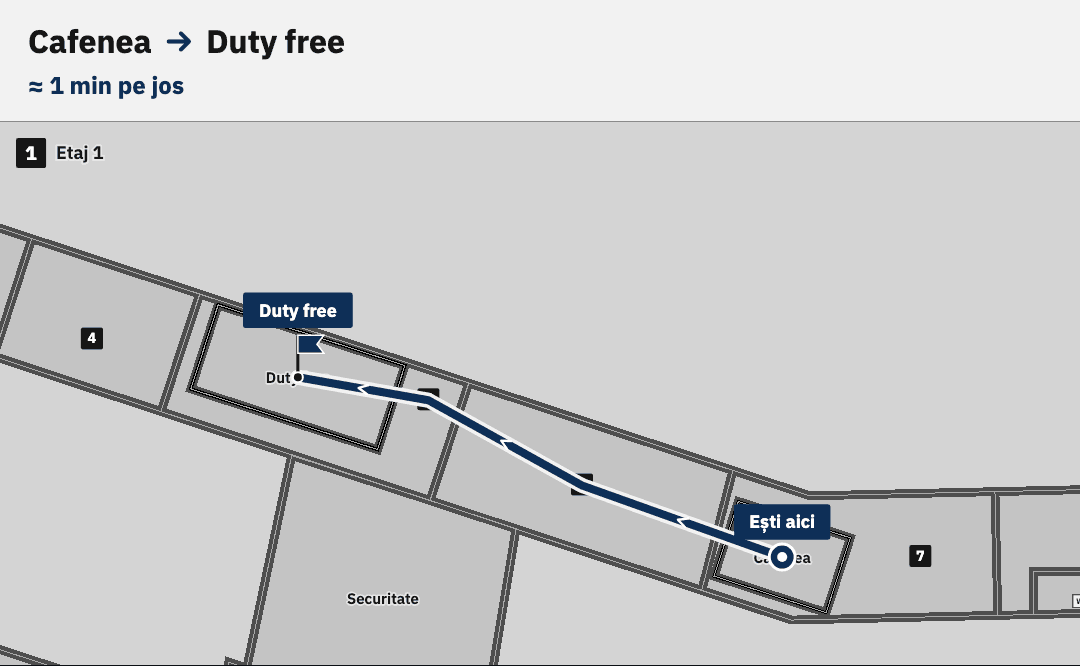 Cafenea → Duty free
≈ 1 min pe jos
1 Etaj 1
Duty free
4
Ești aici
7
Securitate